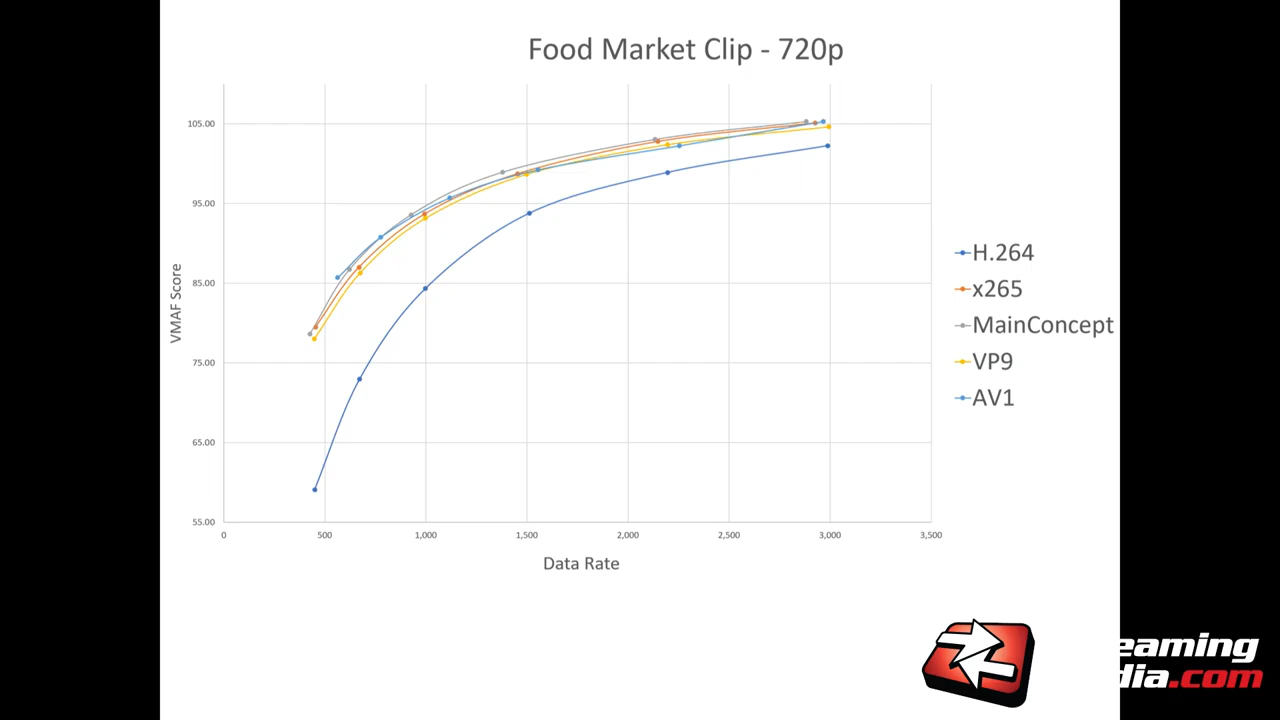 Food Market Clip - 720p
105.00
95.00
85.00
75.00
65.00
55.00
VMAF Score
0 500 1,000 1,500 2,000 2,500 3,000 3,500
Data Rate
H.264
x265
MainConcept
VP9
AV1
eaming
dia.com